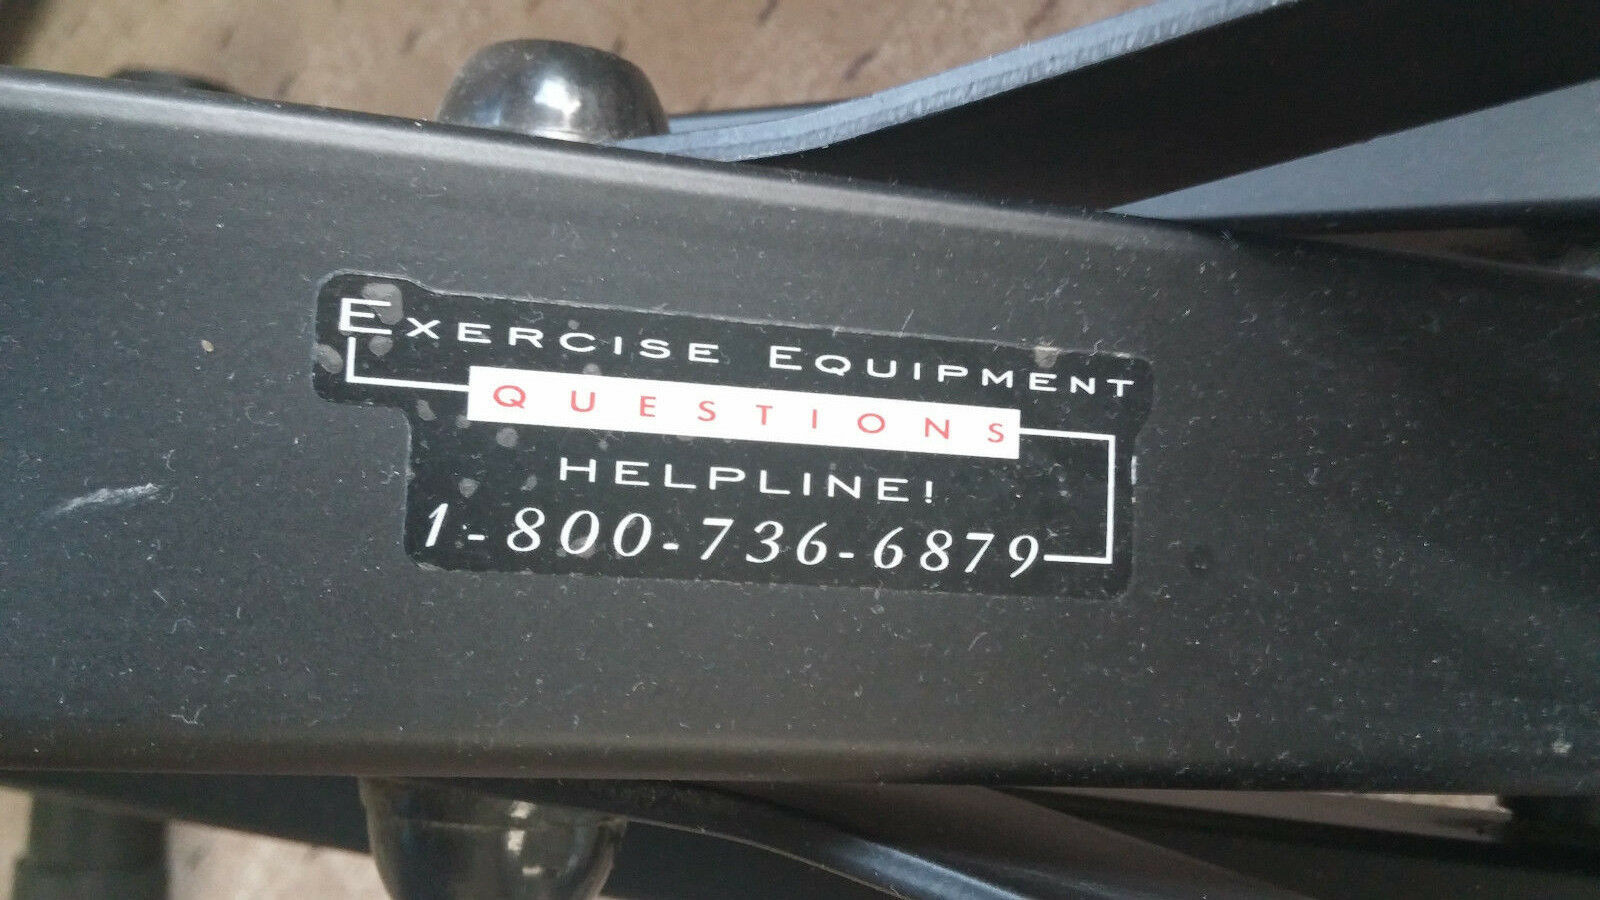 Exercise Equipment
QUESTIONS
HELPLINE!
1-800-736-6879